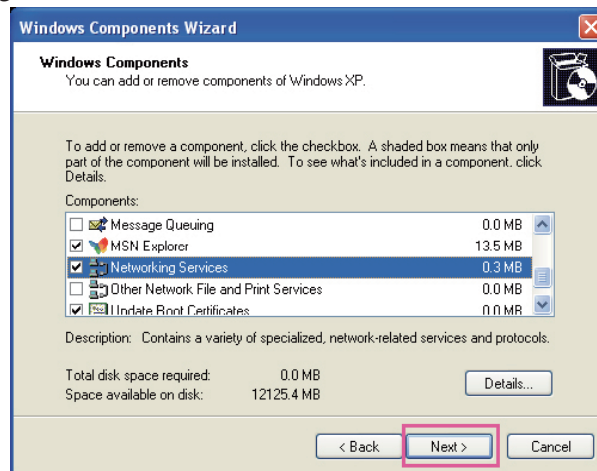 Windows Components Wizard
Windows Components
You can add or remove components of Windows XP.
To add or remove a component, click the checkbox. A shaded box means that only
part of the component will be installed. To see what's included in a component. click
Details.
Components:
Message Queuing 0.0 MB
MSN Explorer 13.5 MB
Networking Services 0.3 MB
Other Network File and Print Services 0.0 MB
Update Root Certificates 0.0 MB
Description: Contains a variety of specialized, network-related services and protocols.
Total disk space required: 0.0 MB
Space available on disk: 12125.4 MB
Details...
< Back Next > Cancel